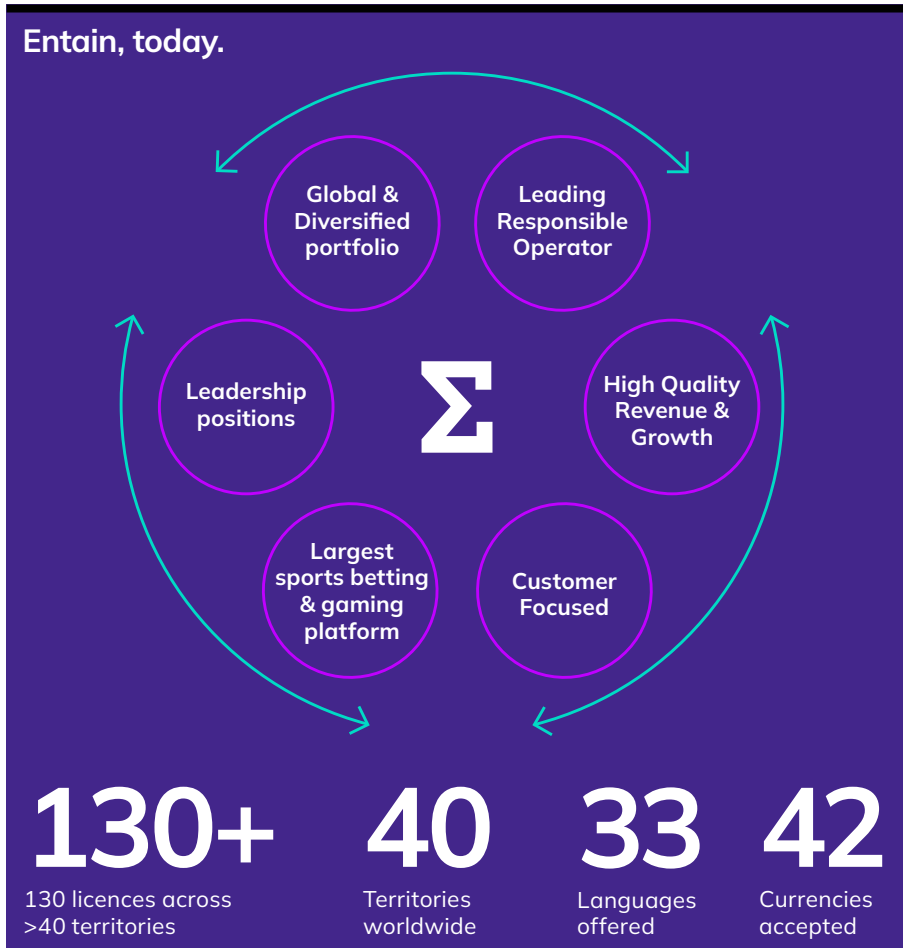 Entain, today.
Global &
Diversified
portfolio
Leading
Responsible
Operator
Leadership
positions
Σ
High Quality
Revenue &
Growth
Largest
sports betting
& gaming
platform
Customer
Focused
130+
130 licences across
>40 territories
40
Territories
worldwide
33
Languages
offered
42
Currencies
accepted